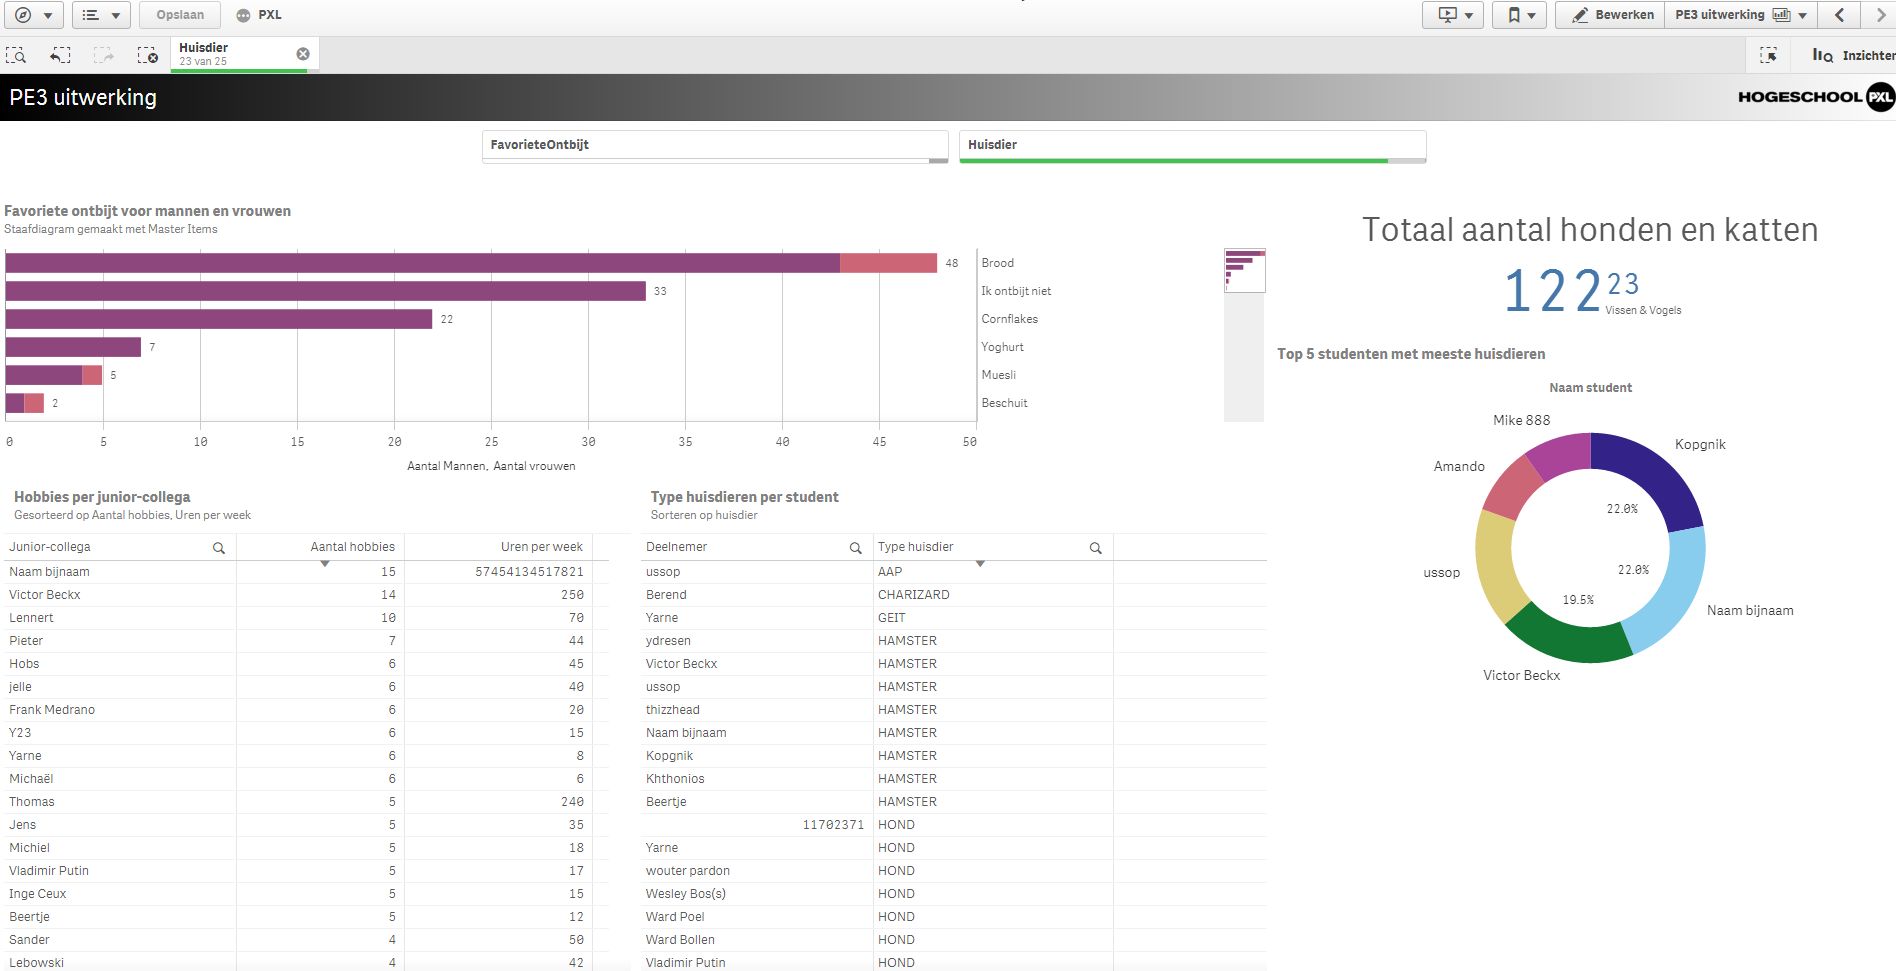 Opslaan
PXL
Bewerken
PE3 uitwerking
Huisdier
23 van 25
Inzichter
PE3 uitwerking
HOGESCHOOL PXL
FavorieteOntbijt
Huisdier
Favoriete ontbijt voor mannen en vrouwen
Staafdiagram gemaakt met Master Items
48 Brood
33 Ik ontbijt niet
22 Cornflakes
7 Yoghurt
5 Muesli
2 Beschuit
0 5 10 15 20 25 30 35 40 45 50
Aantal Mannen, Aantal vrouwen
Totaal aantal honden en katten
122 23
Vissen & Vogels
Top 5 studenten met meeste huisdieren
Naam student
Mike 888
Kopgnik
Amando
22.0%
ussop
22.0%
19.5%
Naam bijnaam
Victor Beckx
Hobbies per junior-collega
Gesorteerd op Aantal hobbies, Uren per week
Junior-collega Aantal hobbies Uren per week
Naam bijnaam 15 57454134517821
Victor Beckx 14 250
Lennert 10 70
Pieter 7 44
Hobs 6 45
jelle 6 40
Frank Medrano 6 20
Y23 6 15
Yarne 6 8
Michaël 6 6
Thomas 5 240
Jens 5 35
Michiel 5 18
Vladimir Putin 5 17
Inge Ceux 5 15
Beertje 5 12
Sander 4 50
Lebowski 4 42
Type huisdieren per student
Sorteren op huisdier
Deelnemer Type huisdier
ussop AAP
Berend CHARIZARD
Yarne GEIT
ydresen HAMSTER
Victor Beckx HAMSTER
ussop HAMSTER
thizzhead HAMSTER
Naam bijnaam HAMSTER
Kopgnik HAMSTER
Khthonios HAMSTER
Beertje HAMSTER
11702371 HOND
Yarne HOND
wouter pardon HOND
Wesley Bos(s) HOND
Ward Poel HOND
Ward Bollen HOND
Vladimir Putin HOND